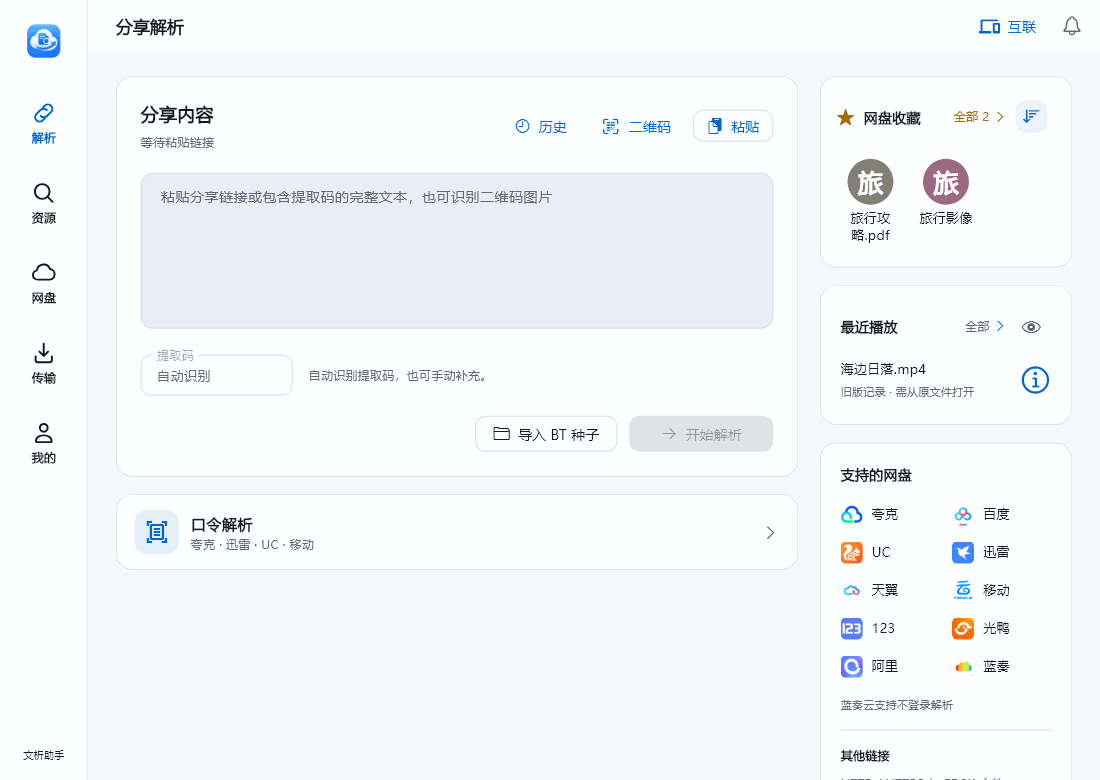 分享解析
互联
解析
资源
网盘
传输
我的
文析助手
分享内容
等待粘贴链接
历史
二维码
粘贴
粘贴分享链接或包含提取码的完整文本，也可识别二维码图片
提取码
自动识别
自动识别提取码，也可手动补充。
导入 BT 种子
开始解析
口令解析
夸克 · 迅雷 · UC · 移动
网盘收藏
全部 2
旅
旅
旅行攻
略.pdf
旅行影像
最近播放
全部
海边日落.mp4
旧版记录 · 需从原文件打开
支持的网盘
夸克
百度
UC
迅雷
天翼
移动
123
123
光鸭
阿里
蓝奏
蓝奏云支持不登录解析
其他链接